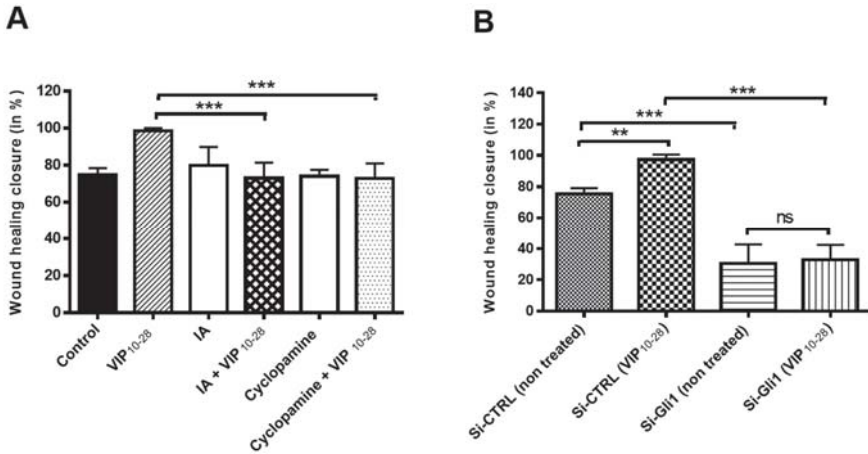 A
Wound healing closure (in %)
120
100
80
60
40
20
0
***
***
Control
VIP10-28
IA
IA + VIP 10-28
Cyclopamine
Cyclopamine + VIP 10-28
B
Wound healing closure (in %)
140
120
100
80
60
40
20
0
***
***
**
ns
Si-CTRL (non treated)
Si-CTRL (VIP10-28)
Si-Gli1 (non treated)
Si-Gli1 (VIP10-28)